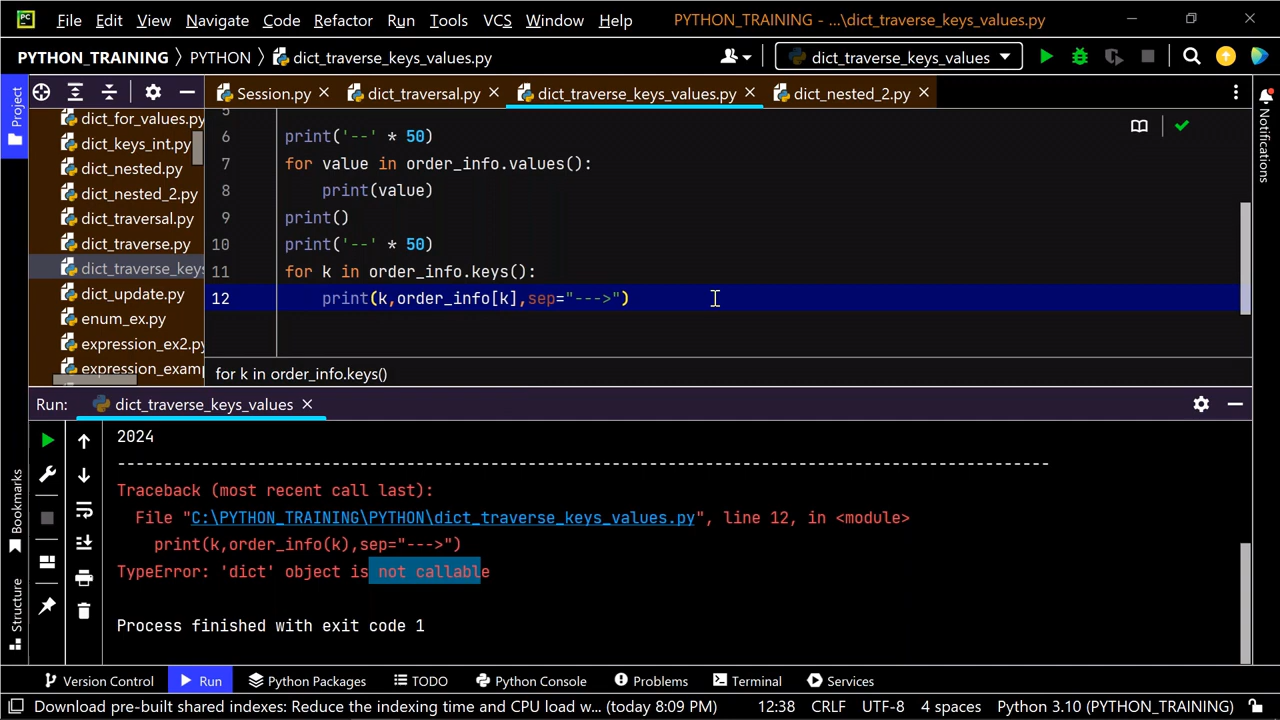 PC File Edit View Navigate Code Refactor Run Tools VCS Window Help PYTHON_TRAINING - ...\dict_traverse_keys_values.py
PYTHON_TRAINING PYTHON dict_traverse_keys_values.py dict_traverse_keys_values
Project
Session.py dict_traversal.py dict_traverse_keys_values.py dict_nested_2.py
Notifications
dict_for_values.py
dict_keys_int.py
dict_nested.py
dict_nested_2.py
dict_traversal.py
dict_traverse.py
dict_traverse_keys
dict_update.py
enum_ex.py
expression_ex2.py
expression_examp
5
6 print('--' * 50)
7 for value in order_info.values():
8 print(value)
9 print()
10 print('--' * 50)
11 for k in order_info.keys():
12 print(k,order_info[k],sep="--->")
for k in order_info.keys()
Run: dict_traverse_keys_values
2024
----------------------------------------------------------------------------------------------------
Traceback (most recent call last):
File "C:\PYTHON_TRAINING\PYTHON\dict_traverse_keys_values.py", line 12, in <module>
print(k,order_info(k),sep="--->")
TypeError: 'dict' object is not callable
Process finished with exit code 1
Bookmarks
Structure
Version Control Run Python Packages TODO Python Console Problems Terminal Services
Download pre-built shared indexes: Reduce the indexing time and CPU load w... (today 8:09 PM) 12:38 CRLF UTF-8 4 spaces Python 3.10 (PYTHON_TRAINING)